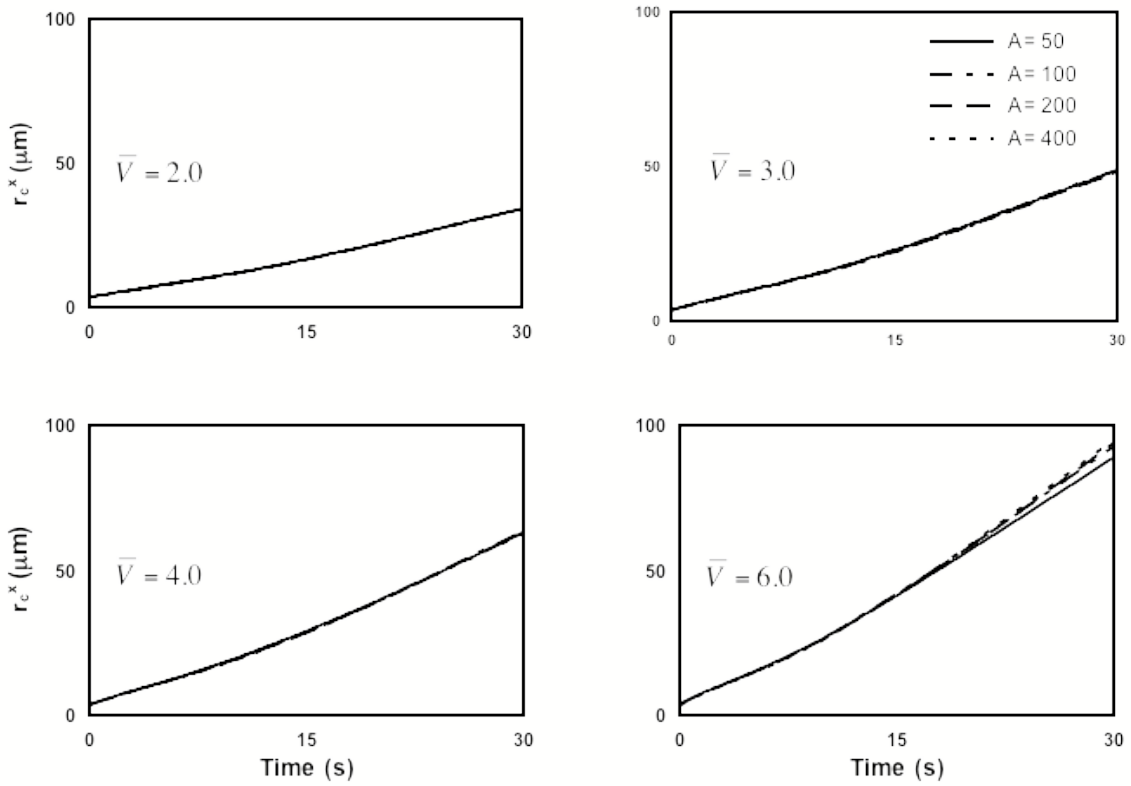 100
50
0
0 15 30
r_c^x (μm)
V̅ = 2.0
100
50
0
0 15 30
A= 50
A= 100
A= 200
A= 400
V̅ = 3.0
100
50
0
0 15 30
r_c^x (μm)
V̅ = 4.0
Time (s)
100
50
0
0 15 30
V̅ = 6.0
Time (s)